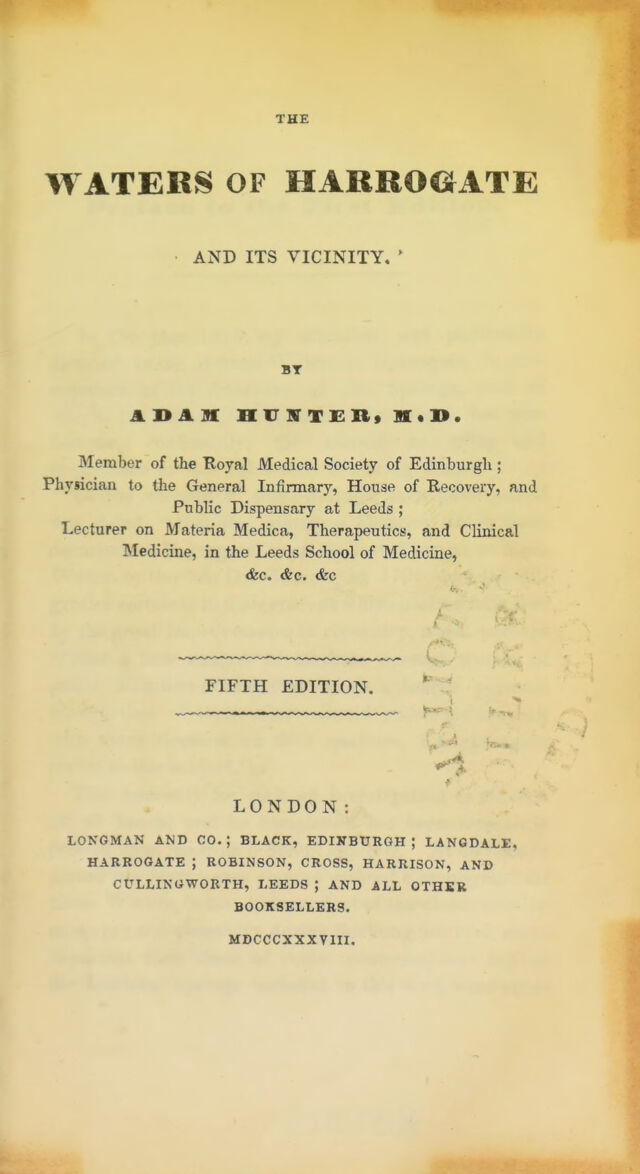 THE
WATERS OF HARROGATE
AND ITS VICINITY.
BY
ADAM HUNTER, M.D.
Member of the Royal Medical Society of Edinburgh;
Physician to the General Infirmary, House of Recovery, and
Public Dispensary at Leeds;
Lecturer on Materia Medica, Therapeutics, and Clinical
Medicine, in the Leeds School of Medicine,
&c. &c. &c
FIFTH EDITION.
LONDON:
LONGMAN AND CO.; BLACK, EDINBURGH; LANGDALE,
HARROGATE; ROBINSON, CROSS, HARRISON, AND
CULLINGWORTH, LEEDS; AND ALL OTHER
BOOKSELLERS.
MDCCCXXXVIII.